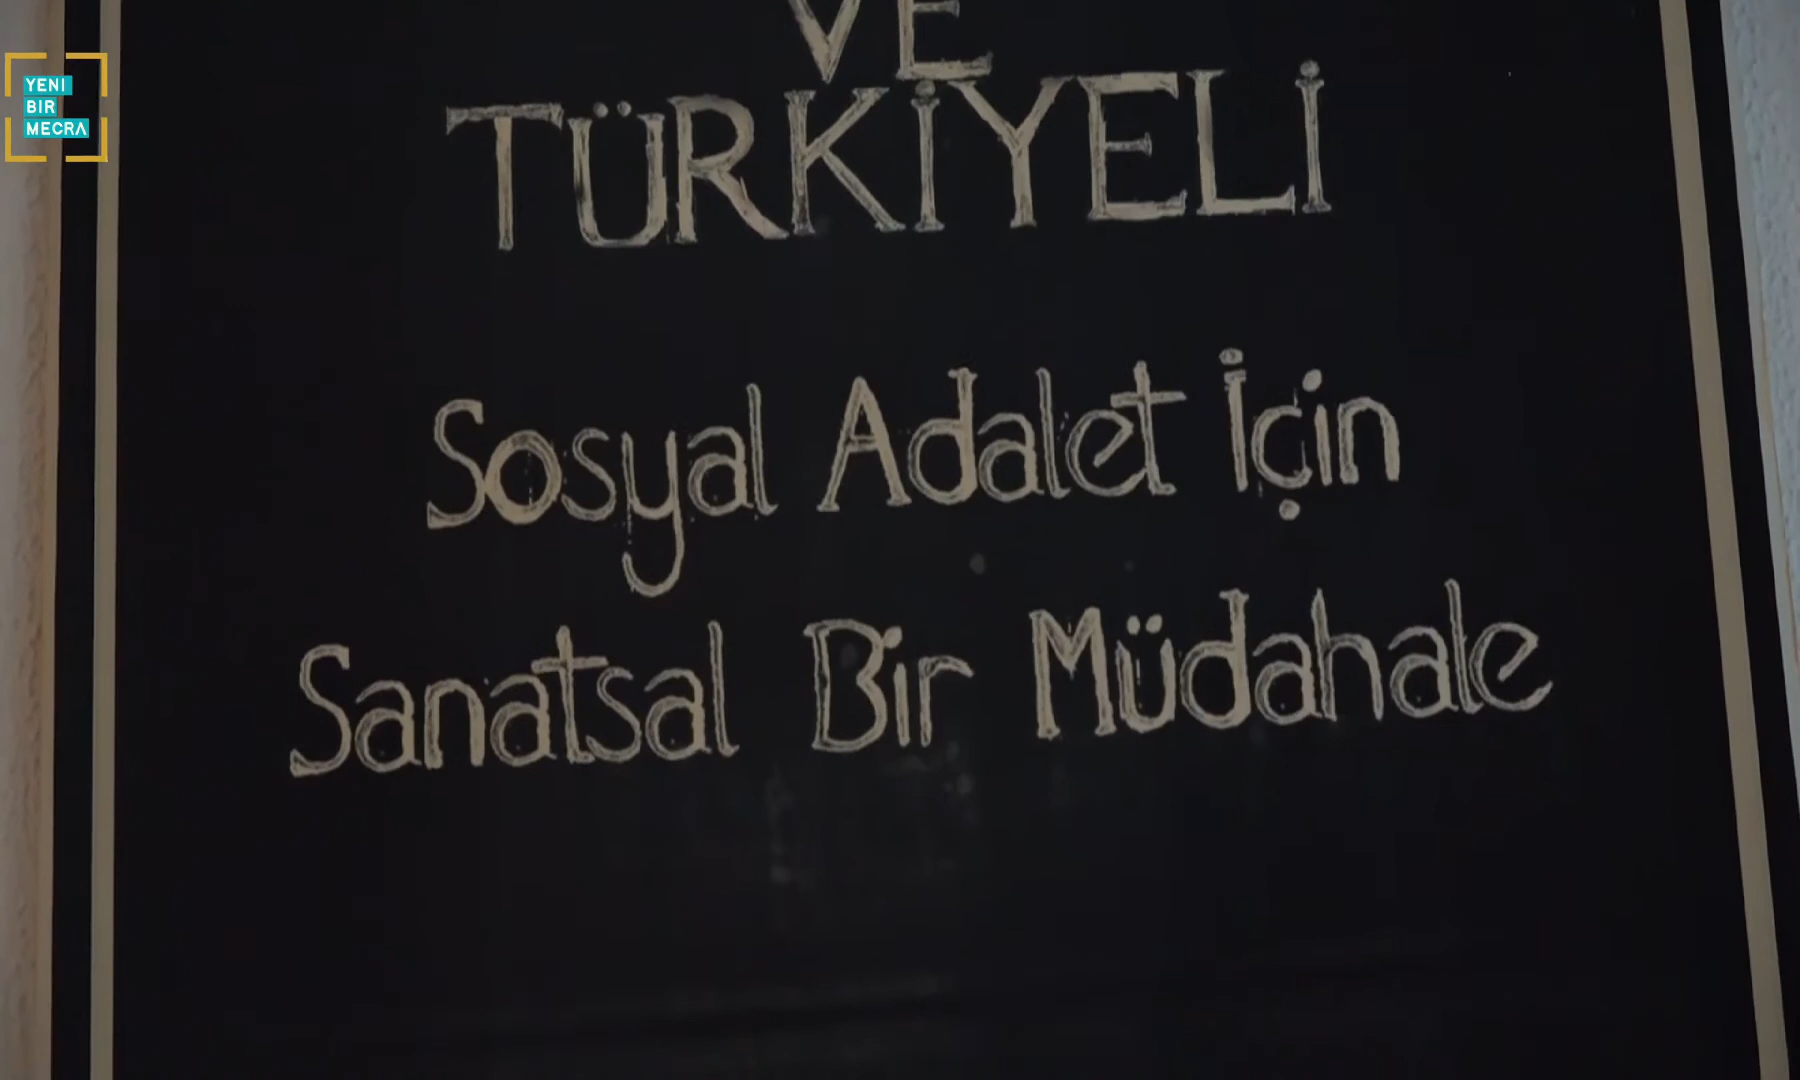 YENİ
BİR
MECRA
VE
TÜRKİYELİ
Sosyal Adalet İçin
Sanatsal Bir Müdahale